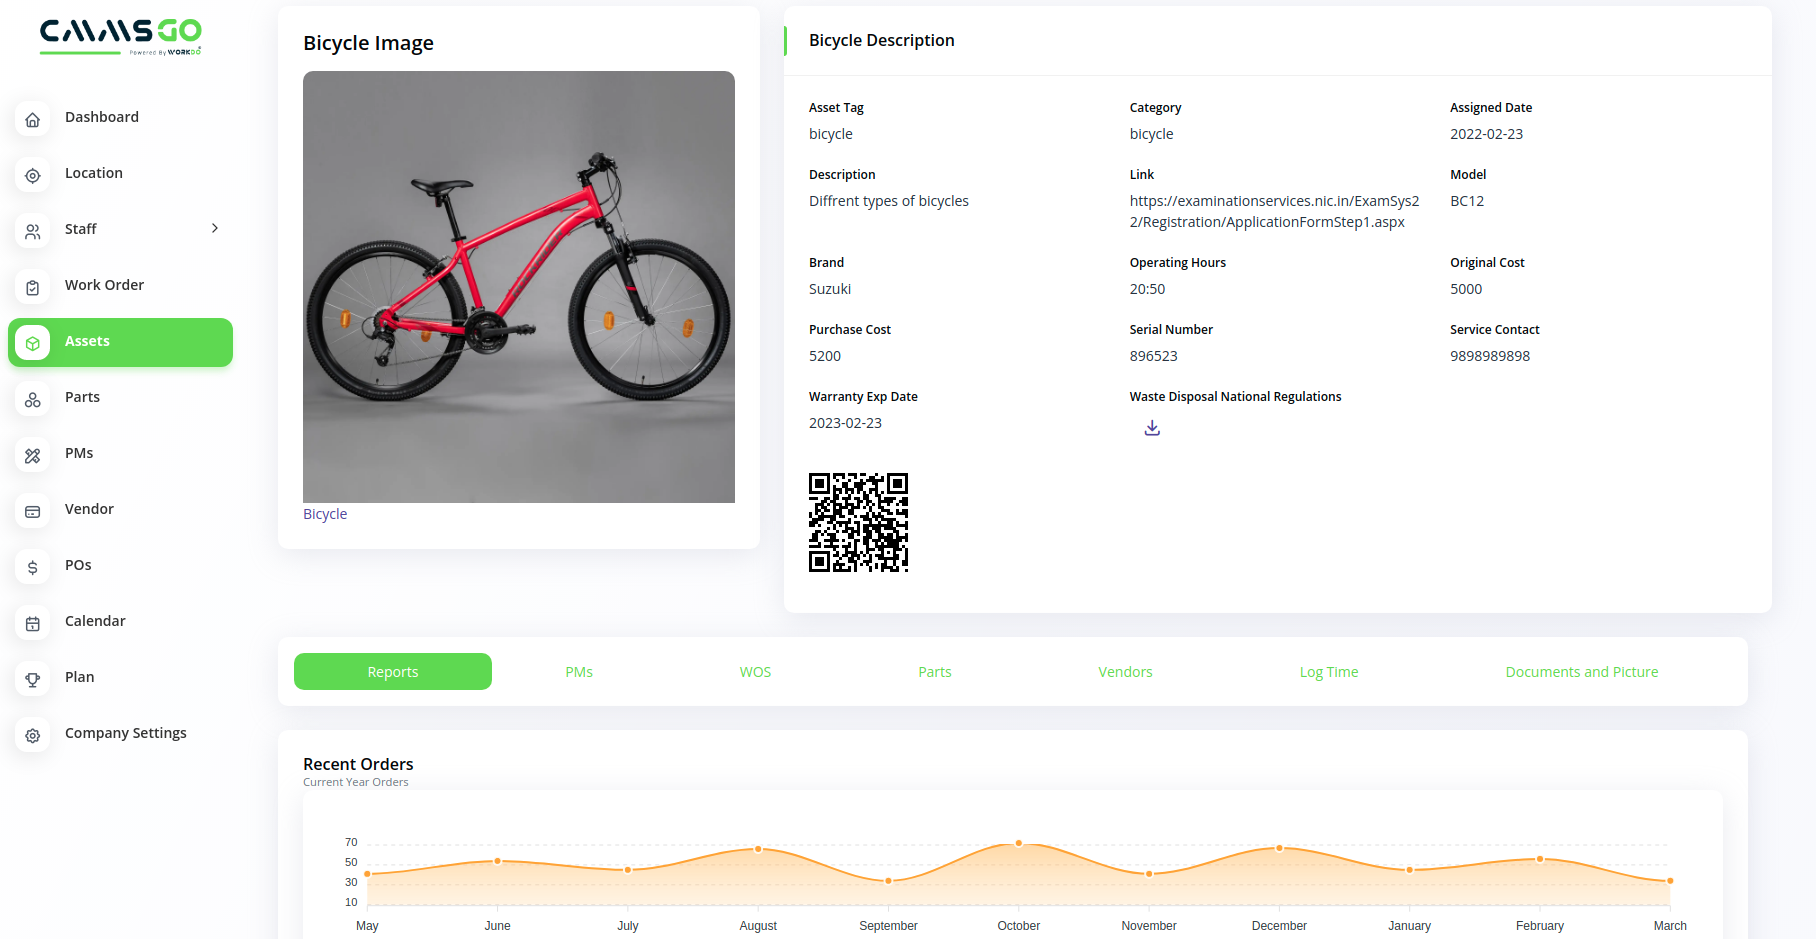 CMMSGO
Powered By WORKDO
Dashboard
Location
Staff
Work Order
Assets
Parts
PMs
Vendor
POs
Calendar
Plan
Company Settings
Bicycle Image
Bicycle
Bicycle Description
Asset Tag
bicycle
Category
bicycle
Assigned Date
2022-02-23
Description
Diffrent types of bicycles
Link
https://examinationservices.nic.in/ExamSys2
2/Registration/ApplicationFormStep1.aspx
Model
BC12
Brand
Suzuki
Operating Hours
20:50
Original Cost
5000
Purchase Cost
5200
Serial Number
896523
Service Contact
9898989898
Warranty Exp Date
2023-02-23
Waste Disposal National Regulations
Reports
PMs
WOS
Parts
Vendors
Log Time
Documents and Picture
Recent Orders
Current Year Orders
70
50
30
10
May
June
July
August
September
October
November
December
January
February
March